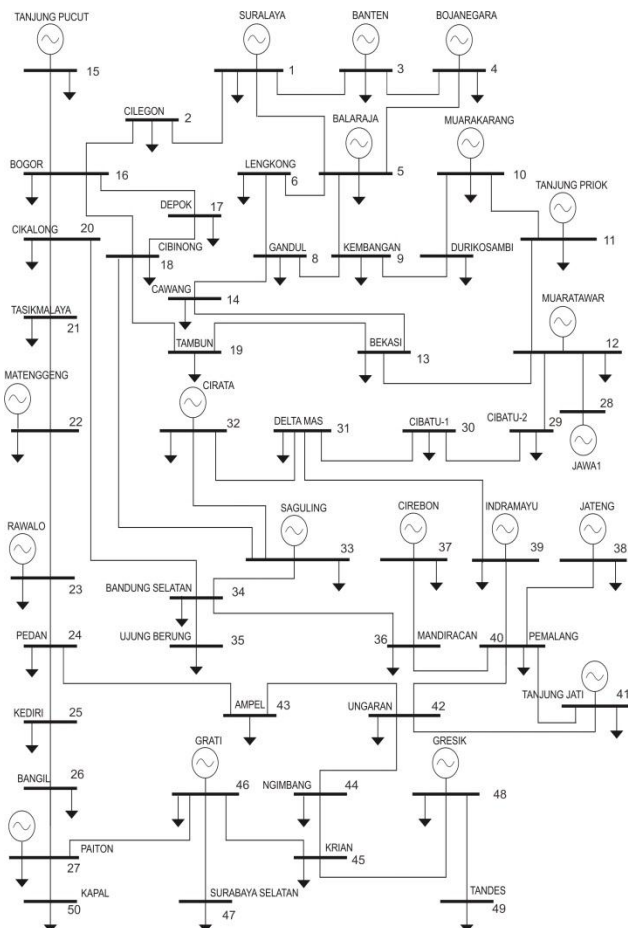 TANJUNG PUCUT
SURALAYA
BANTEN
BOJANEGARA
15
1
3
4
CILEGON
2
BALARAJA
MUARAKARANG
BOGOR
16
LENGKONG
6
5
10
TANJUNG PRIOK
DEPOK
17
CIKALONG
20
CIBINONG
18
GANDUL
8
KEMBANGAN
9
DURIKOSAMBI
11
CAWANG
14
MUARATAWAR
TASIKMALAYA
21
TAMBUN
19
BEKASI
13
12
MATENGGENG
CIRATA
28
22
32
DELTA MAS
31
CIBATU-1
30
CIBATU-2
29
JAWA1
RAWALO
SAGULING
CIREBON
INDRAMAYU
JATENG
33
37
39
38
23
BANDUNG SELATAN
34
PEDAN
24
UJUNG BERUNG
35
36
MANDIRACAN
40
PEMALANG
TANJUNG JATI
41
KEDIRI
25
AMPEL
43
UNGARAN
42
GRATI
GRESIK
BANGIL
26
46
NGIMBANG
44
48
PAITON
27
KRIAN
45
KAPAL
50
SURABAYA SELATAN
47
TANDES
49